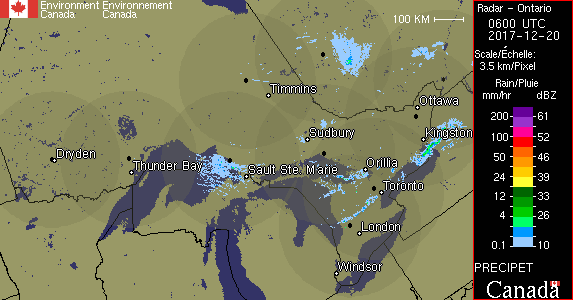 Environment Environnement
Canada Canada
100 KM
Timmins
Ottawa
Sudbury
Kingston
Dryden
Thunder Bay
Sault Ste. Marie
Orillia
Toronto
London
Windsor
Radar - Ontario
0600 UTC
2017-12-20
Scale/Échelle:
3.5 km/Pixel
Rain/Pluie
mm/hr dBZ
200 61
100 52
50 46
24 39
12 33
4 26
0.1 10
PRECIPET
Canada